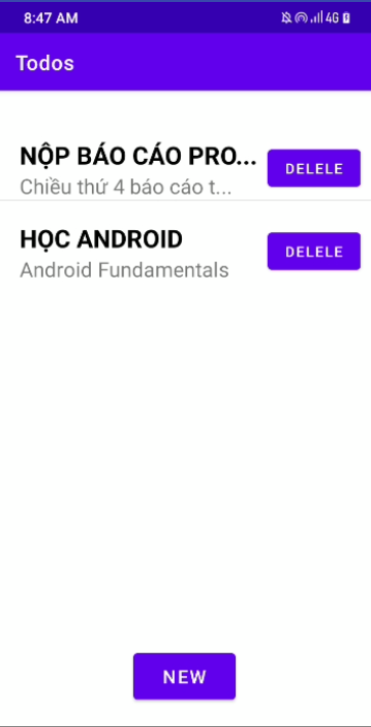 8:47 AM 4G
Todos
NỘP BÁO CÁO PRO...
Chiều thứ 4 báo cáo t...
DELELE
HỌC ANDROID
Android Fundamentals
DELELE
NEW